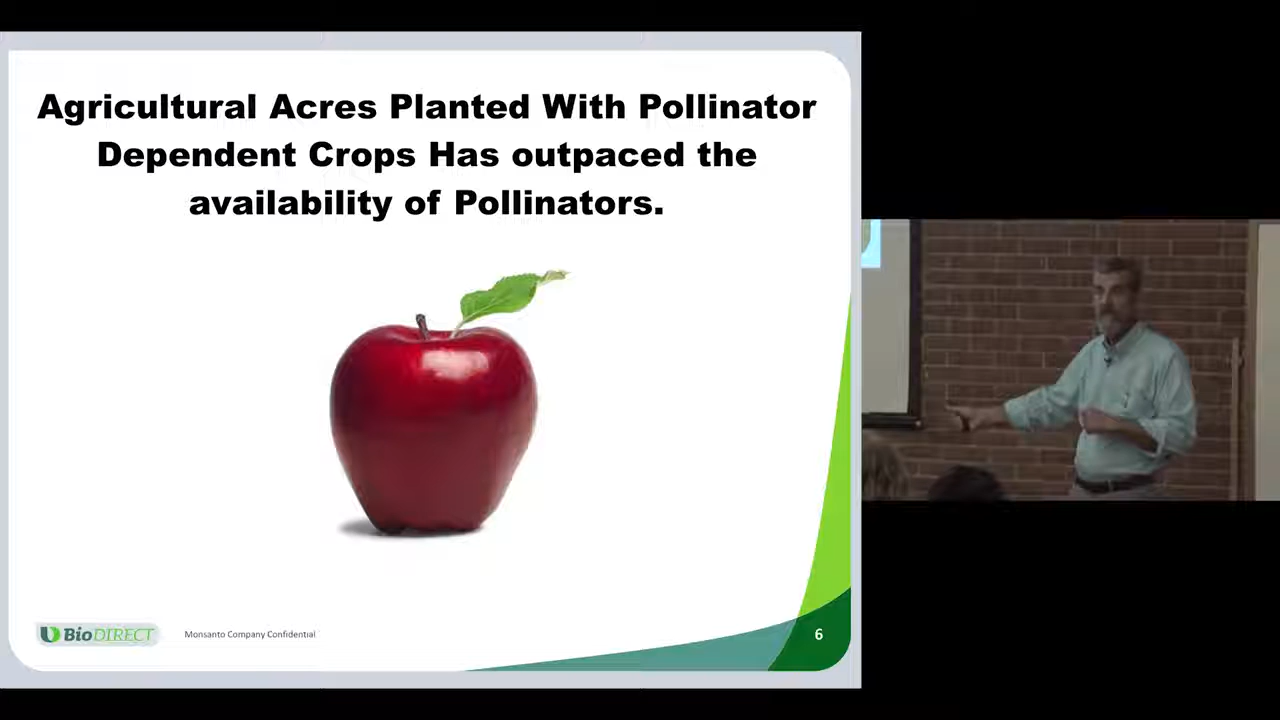 Agricultural Acres Planted With Pollinator
Dependent Crops Has outpaced the
availability of Pollinators.
BioDIRECT
Monsanto Company Confidential
6